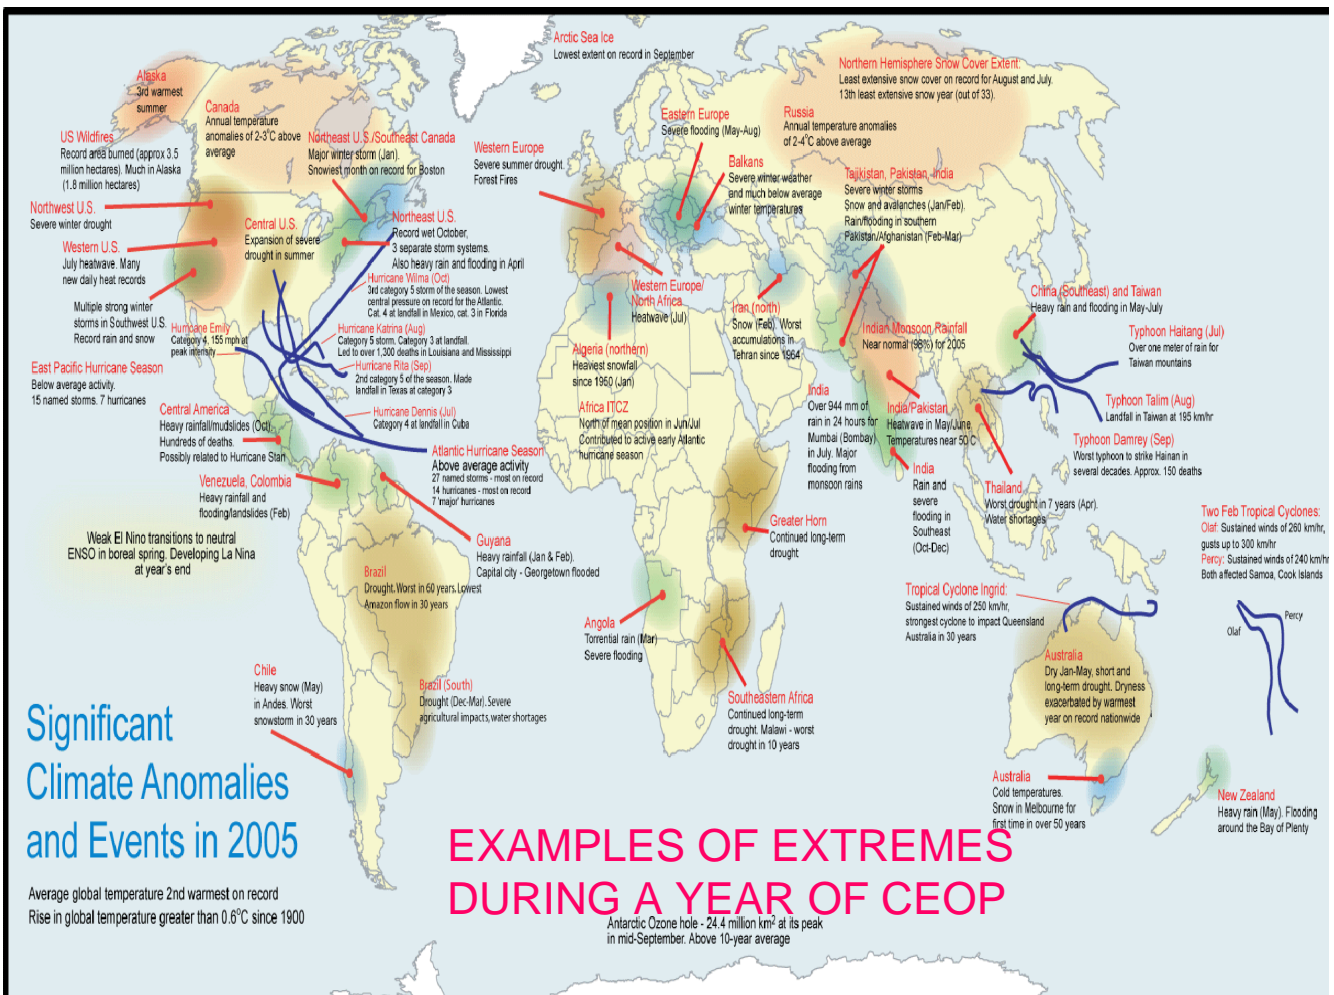 Arctic Sea Ice
Lowest extent on record in September
Northern Hemisphere Snow Cover Extent:
Least extensive snow cover on record for August and July.
13th least extensive snow year (out of 33).
Alaska
3rd warmest
summer
Canada
Annual temperature
anomalies of 2-3°C above
average
US Wildfires
Record area burned (approx 3.5
million hectares). Much in Alaska
(1.8 million hectares)
Northeast U.S./Southeast Canada
Major winter storm (Jan).
Snowiest month on record for Boston
Western Europe
Severe summer drought.
Forest Fires
Eastern Europe
Severe flooding (May-Aug)
Russia
Annual temperature anomalies
of 2-4°C above average
Balkans
Severe winter weather
and much below average
winter temperatures
Tajikistan, Pakistan, India
Severe winter storms
Snow and avalanches (Jan/Feb).
Rain/flooding in southern
Pakistan/Afghanistan (Feb-Mar)
Northwest U.S.
Severe winter drought
Central U.S.
Expansion of severe
drought in summer
Northeast U.S.
Record wet October,
3 separate storm systems.
Also heavy rain and flooding in April
Western U.S.
July heatwave. Many
new daily heat records
Multiple strong winter
storms in Southwest U.S.
Record rain and snow
Hurricane Wilma (Oct)
3rd category 5 storm of the season. Lowest
central pressure on record for the Atlantic.
Cat. 4 at landfall in Mexico, cat. 3 in Florida
Hurricane Emily
Category 4, 155 mph at
peak intensity
Hurricane Katrina (Aug)
Category 5 storm. Category 3 at landfall.
Led to over 1,300 deaths in Louisiana and Mississippi
Hurricane Rita (Sep)
2nd category 5 of the season. Made
landfall in Texas at category 3
Hurricane Dennis (Jul)
Category 4 at landfall in Cuba
East Pacific Hurricane Season
Below average activity.
15 named storms. 7 hurricanes
Central America
Heavy rainfall/mudslides (Oct).
Hundreds of deaths.
Possibly related to Hurricane Stan
Atlantic Hurricane Season
Above average activity
27 named storms - most on record
14 hurricanes - most on record
7 'major' hurricanes
Western Europe/
North Africa
Heatwave (Jul)
Algeria (northern)
Heaviest snowfall
since 1950 (Jan)
Africa ITCZ
North of mean position in Jun/Jul
Contributed to active early Atlantic
hurricane season
Iran (north)
Snow (Feb). Worst
accumulations in
Tehran since 1964
Indian Monsoon Rainfall
Near normal (98%) for 2005
China (Southeast) and Taiwan
Heavy rain and flooding in May-July
Typhoon Haitang (Jul)
Over one meter of rain for
Taiwan mountains
Typhoon Talim (Aug)
Landfall in Taiwan at 195 km/hr
Typhoon Damrey (Sep)
Worst typhoon to strike Hainan in
several decades. Approx. 150 deaths
India
Over 944 mm of
rain in 24 hours for
Mumbai (Bombay)
in July. Major
flooding from
monsoon rains
India/Pakistan
Heatwave in May/June
Temperatures near 50 C
India
Rain and
severe
flooding in
Southeast
(Oct-Dec)
Thailand
Worst drought in 7 years (Apr).
Water shortages
Venezuela, Colombia
Heavy rainfall and
flooding/landslides (Feb)
Guyana
Heavy rainfall (Jan & Feb).
Capital city - Georgetown flooded
Weak El Nino transitions to neutral
ENSO in boreal spring. Developing La Nina
at year's end
Brazil
Drought. Worst in 60 years. Lowest
Amazon flow in 30 years
Greater Horn
Continued long-term
drought
Two Feb Tropical Cyclones:
Olaf: Sustained winds of 260 km/hr,
gusts up to 300 km/hr
Percy: Sustained winds of 240 km/hr
Both affected Samoa, Cook Islands
Tropical Cyclone Ingrid:
Sustained winds of 250 km/hr,
strongest cyclone to impact Queensland
Australia in 30 years
Percy
Olaf
Angola
Torrential rain (Mar)
Severe flooding
Chile
Heavy snow (May)
in Andes. Worst
snowstorm in 30 years
Brazil (South)
Drought (Dec-Mar). Severe
agricultural impacts, water shortages
Southeastern Africa
Continued long-term
drought. Malawi - worst
drought in 10 years
Australia
Dry Jan-May, short and
long-term drought. Dryness
exacerbated by warmest
year on record nationwide
Australia
Cold temperatures.
Snow in Melbourne for
first time in over 50 years
New Zealand
Heavy rain (May). Flooding
around the Bay of Plenty
Significant
Climate Anomalies
and Events in 2005
Average global temperature 2nd warmest on record
Rise in global temperature greater than 0.6°C since 1900
EXAMPLES OF EXTREMES
DURING A YEAR OF CEOP
Antarctic Ozone hole - 24.4 million km² at its peak
in mid-September. Above 10-year average